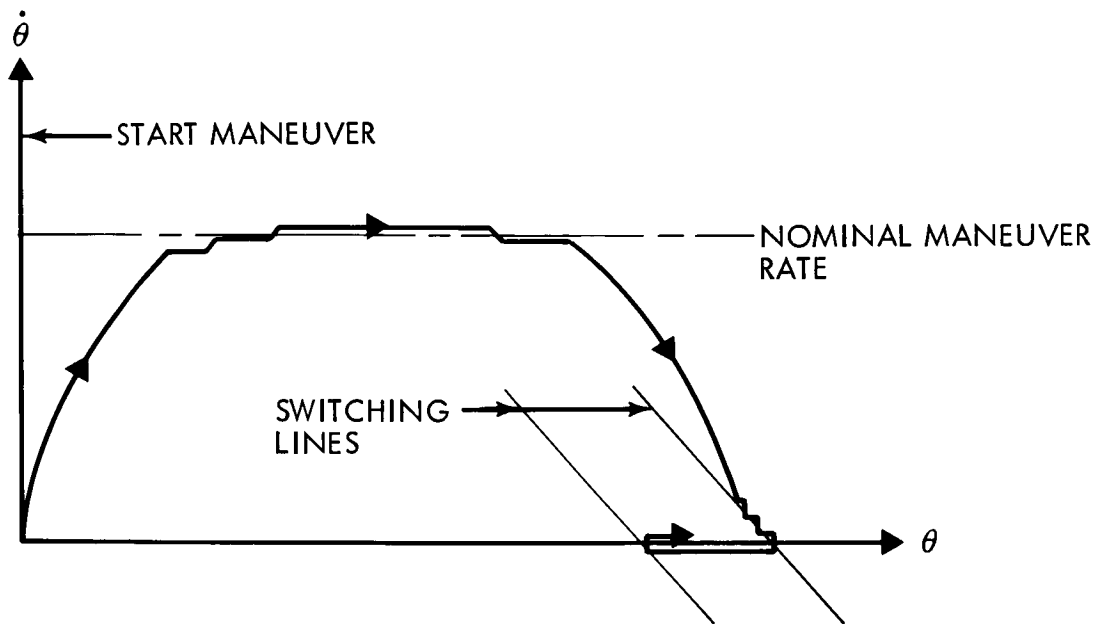 θ̇
START MANEUVER
NOMINAL MANEUVER
RATE
SWITCHING
LINES
θ